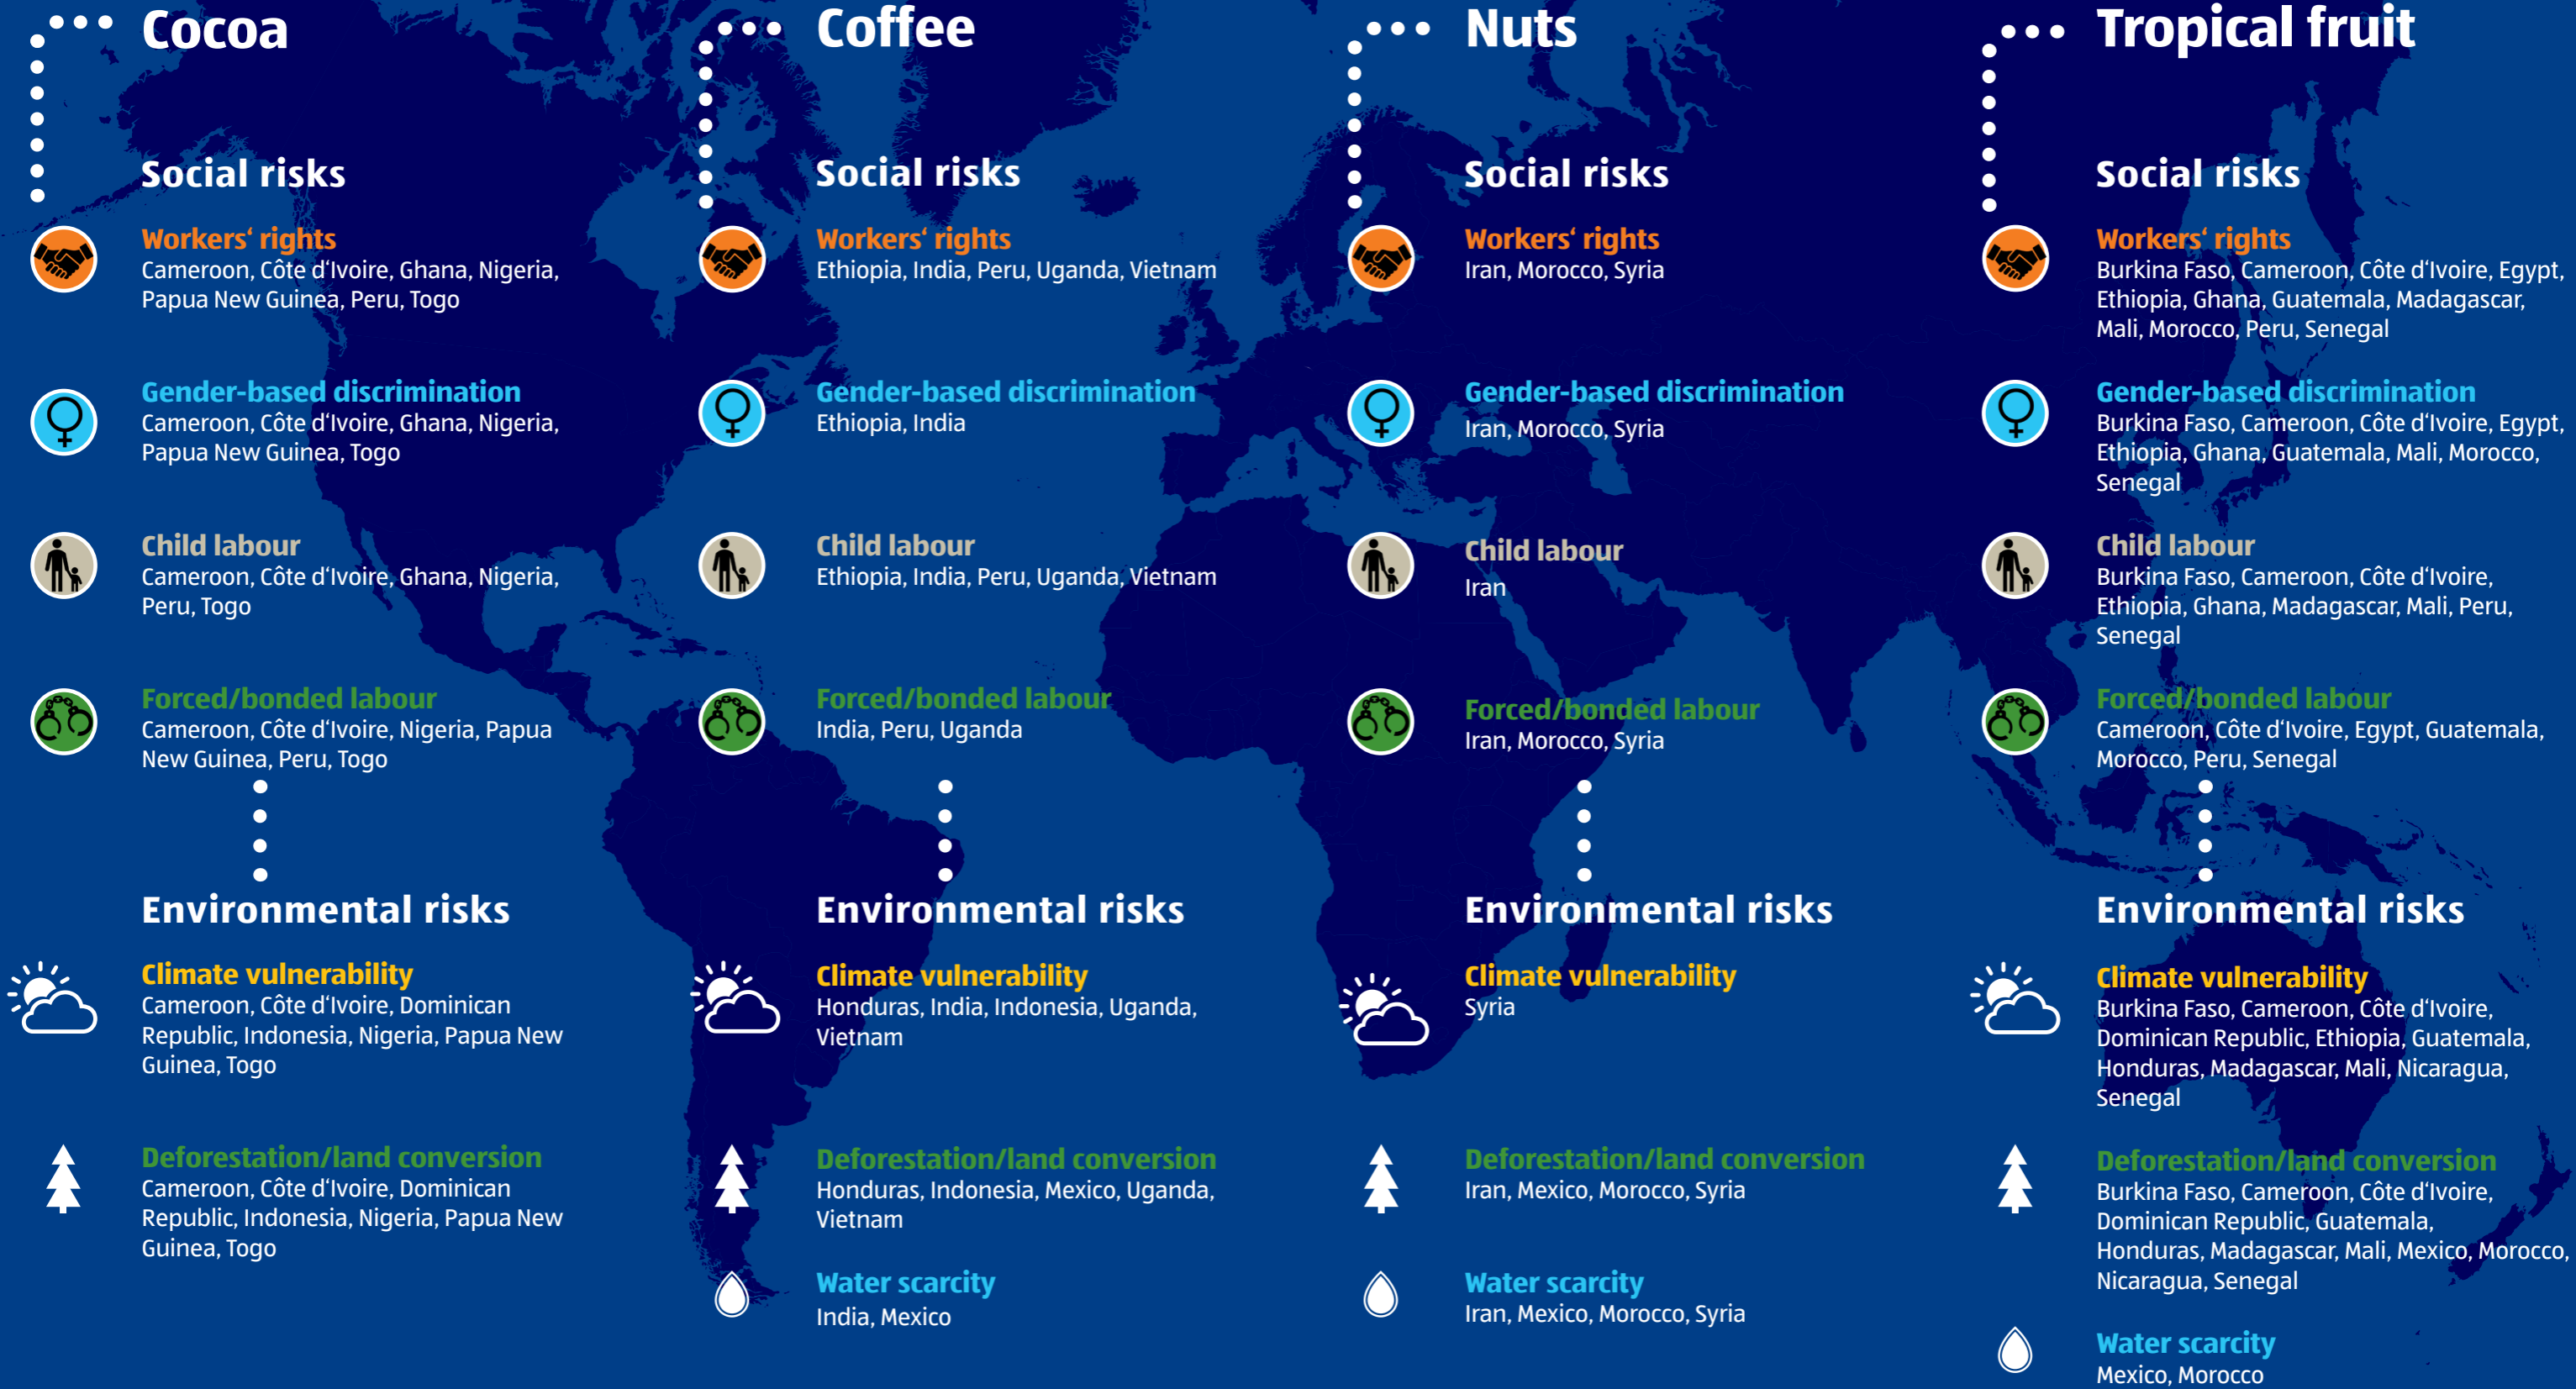 Cocoa
Social risks
Workers‘ rights
Cameroon, Côte d‘Ivoire, Ghana, Nigeria,
Papua New Guinea, Peru, Togo
Gender-based discrimination
Cameroon, Côte d‘Ivoire, Ghana, Nigeria,
Papua New Guinea, Togo
Child labour
Cameroon, Côte d‘Ivoire, Ghana, Nigeria,
Peru, Togo
Forced/bonded labour
Cameroon, Côte d‘Ivoire, Nigeria, Papua
New Guinea, Peru, Togo
Environmental risks
Climate vulnerability
Cameroon, Côte d‘Ivoire, Dominican
Republic, Indonesia, Nigeria, Papua New
Guinea, Togo
Deforestation/land conversion
Cameroon, Côte d‘Ivoire, Dominican
Republic, Indonesia, Nigeria, Papua New
Guinea, Togo
Coffee
Social risks
Workers‘ rights
Ethiopia, India, Peru, Uganda, Vietnam
Gender-based discrimination
Ethiopia, India
Child labour
Ethiopia, India, Peru, Uganda, Vietnam
Forced/bonded labour
India, Peru, Uganda
Environmental risks
Climate vulnerability
Honduras, India, Indonesia, Uganda,
Vietnam
Deforestation/land conversion
Honduras, Indonesia, Mexico, Uganda,
Vietnam
Water scarcity
India, Mexico
Nuts
Social risks
Workers‘ rights
Iran, Morocco, Syria
Gender-based discrimination
Iran, Morocco, Syria
Child labour
Iran
Forced/bonded labour
Iran, Morocco, Syria
Environmental risks
Climate vulnerability
Syria
Deforestation/land conversion
Iran, Mexico, Morocco, Syria
Water scarcity
Iran, Mexico, Morocco, Syria
Tropical fruit
Social risks
Workers‘ rights
Burkina Faso, Cameroon, Côte d‘Ivoire, Egypt,
Ethiopia, Ghana, Guatemala, Madagascar,
Mali, Morocco, Peru, Senegal
Gender-based discrimination
Burkina Faso, Cameroon, Côte d‘Ivoire, Egypt,
Ethiopia, Ghana, Guatemala, Mali, Morocco,
Senegal
Child labour
Burkina Faso, Cameroon, Côte d‘Ivoire,
Ethiopia, Ghana, Madagascar, Mali, Peru,
Senegal
Forced/bonded labour
Cameroon, Côte d‘Ivoire, Egypt, Guatemala,
Morocco, Peru, Senegal
Environmental risks
Climate vulnerability
Burkina Faso, Cameroon, Côte d‘Ivoire,
Dominican Republic, Ethiopia, Guatemala,
Honduras, Madagascar, Mali, Nicaragua,
Senegal
Deforestation/land conversion
Burkina Faso, Cameroon, Côte d‘Ivoire,
Dominican Republic, Guatemala,
Honduras, Madagascar, Mali, Mexico, Morocco,
Nicaragua, Senegal
Water scarcity
Mexico, Morocco